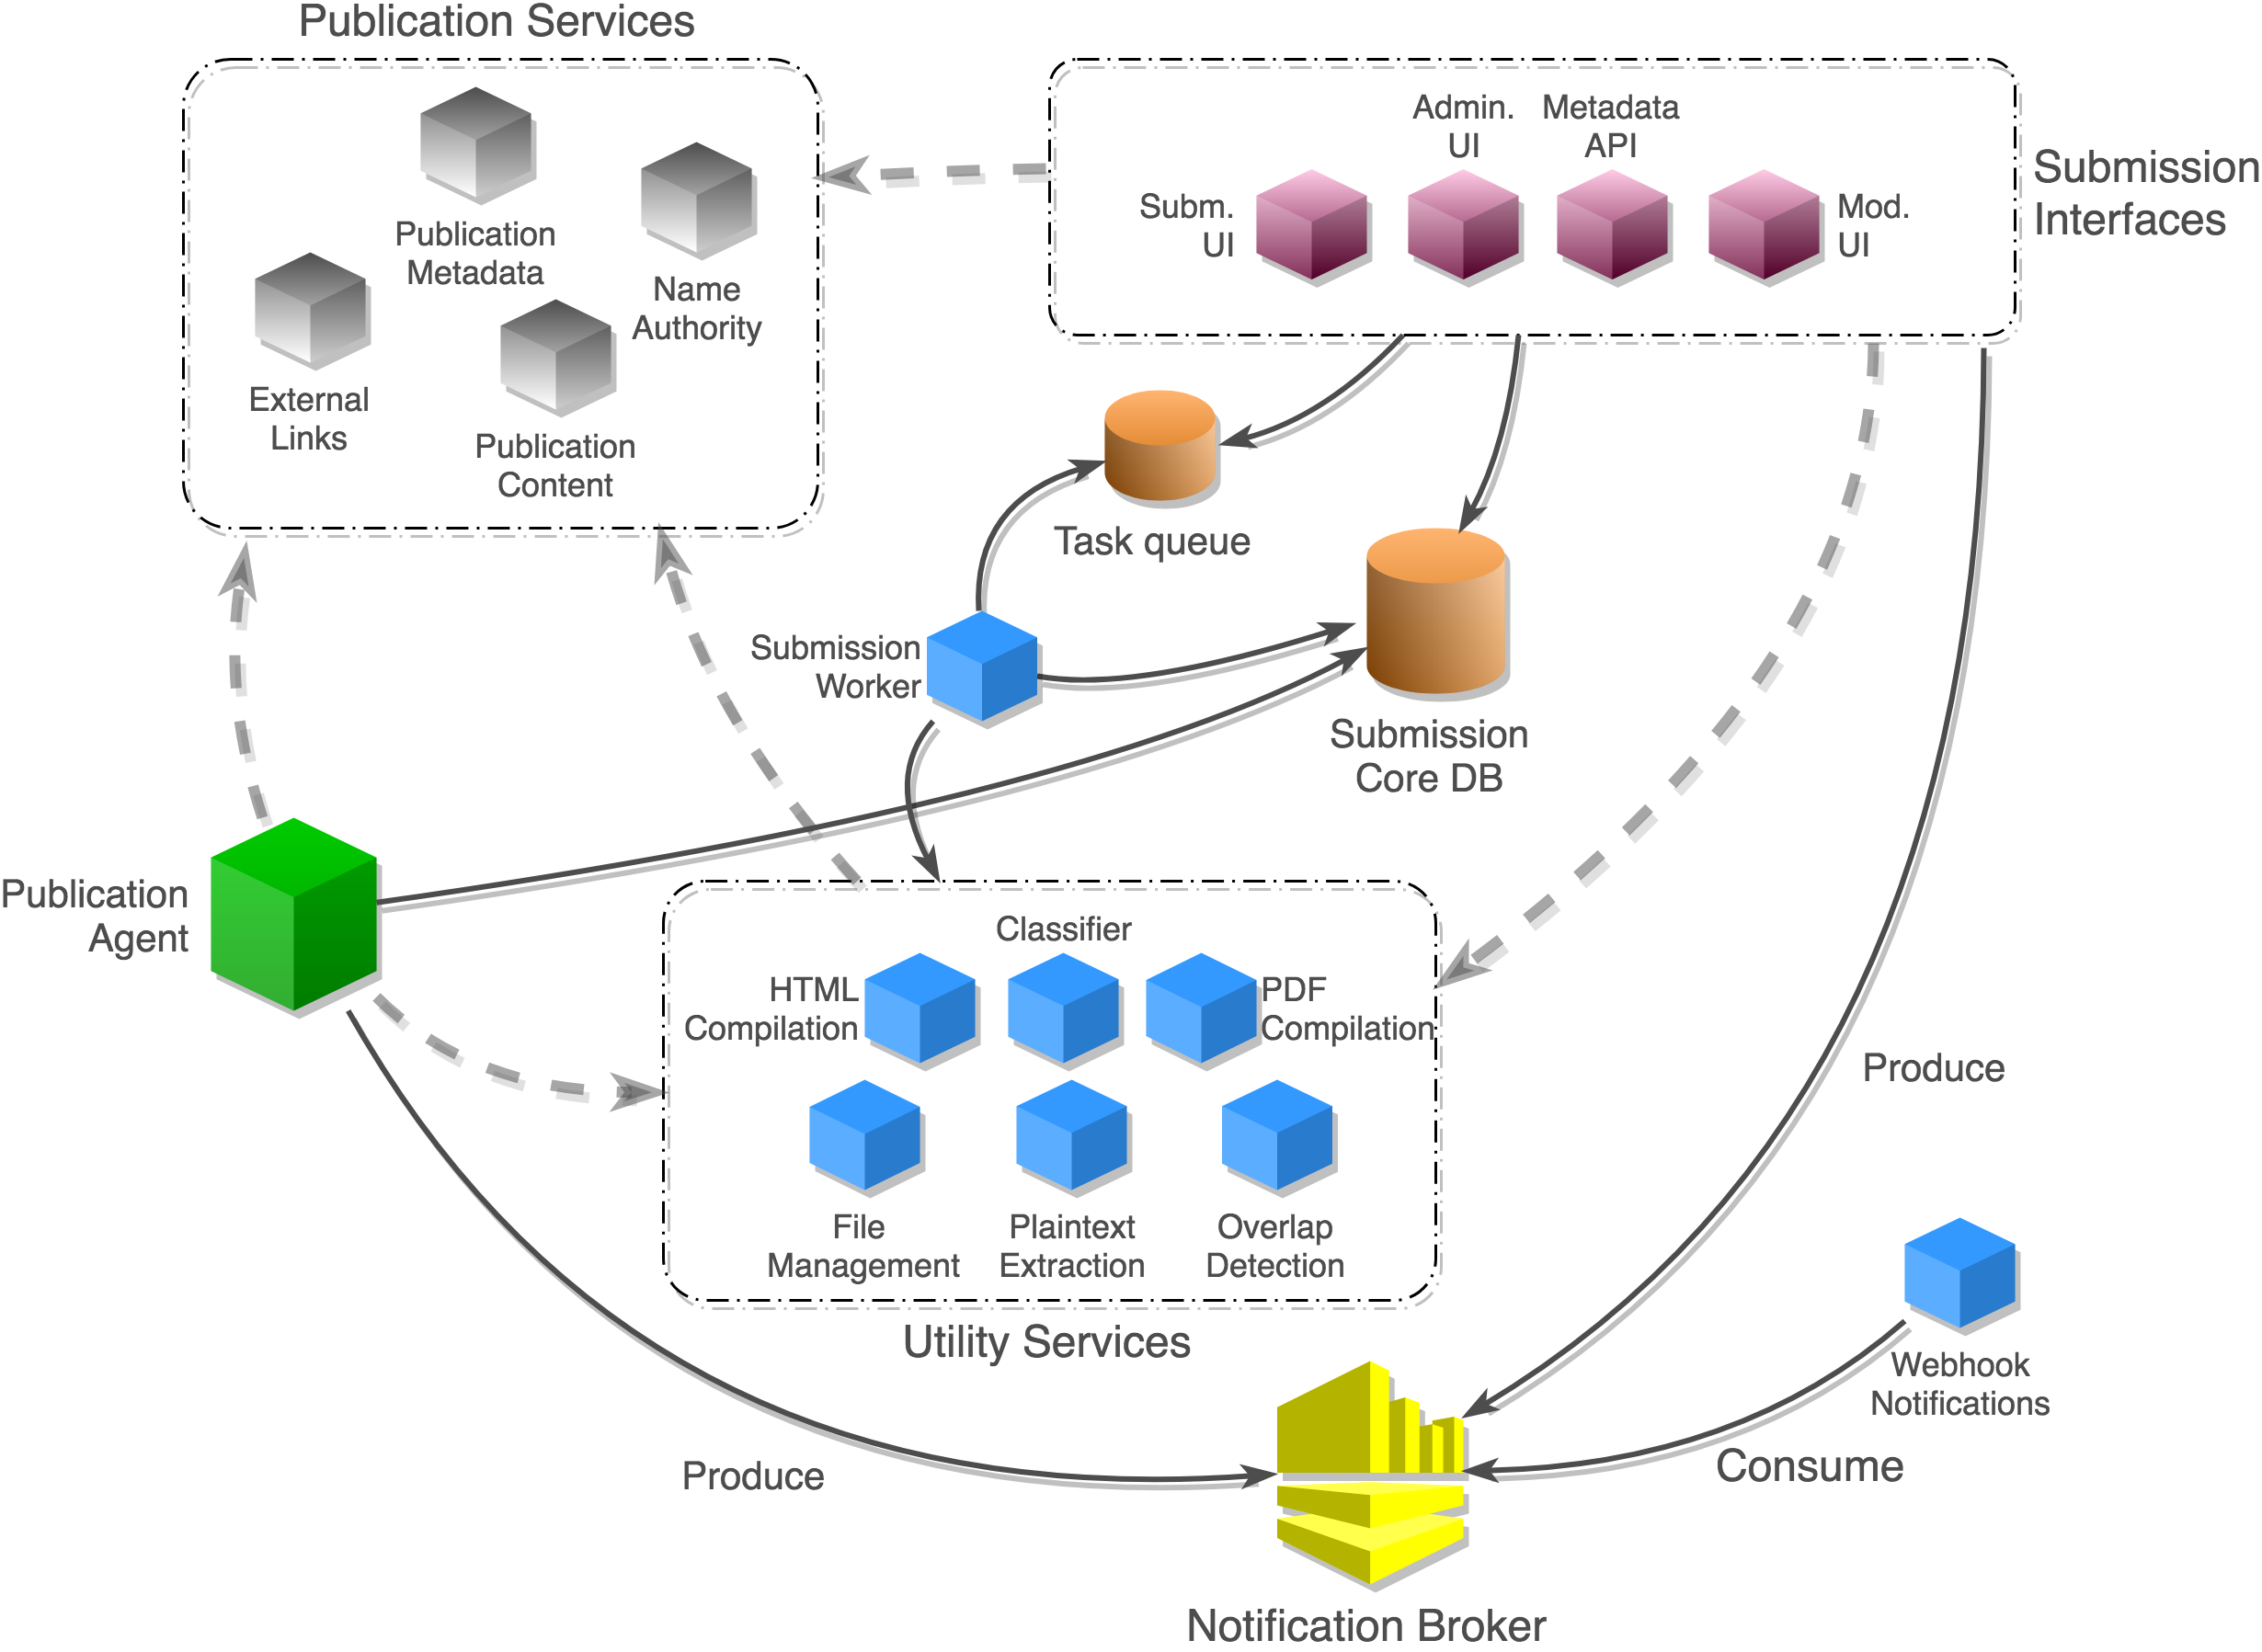 Publication Services
Publication
Metadata
Name
Authority
External
Links
Publication
Content
Admin.
UI
Metadata
API
Subm.
UI
Mod.
UI
Submission
Interfaces
Task queue
Submission
Worker
Submission
Core DB
Publication
Agent
Classifier
HTML
Compilation
PDF
Compilation
File
Management
Plaintext
Extraction
Overlap
Detection
Utility Services
Produce
Webhook
Notifications
Consume
Produce
Notification Broker